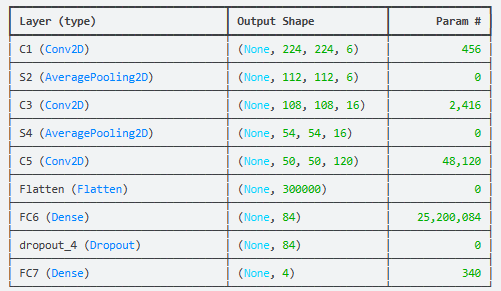 Layer (type) Output Shape Param #
C1 (Conv2D) (None, 224, 224, 6) 456
S2 (AveragePooling2D) (None, 112, 112, 6) 0
C3 (Conv2D) (None, 108, 108, 16) 2,416
S4 (AveragePooling2D) (None, 54, 54, 16) 0
C5 (Conv2D) (None, 50, 50, 120) 48,120
Flatten (Flatten) (None, 300000) 0
FC6 (Dense) (None, 84) 25,200,084
dropout_4 (Dropout) (None, 84) 0
FC7 (Dense) (None, 4) 340